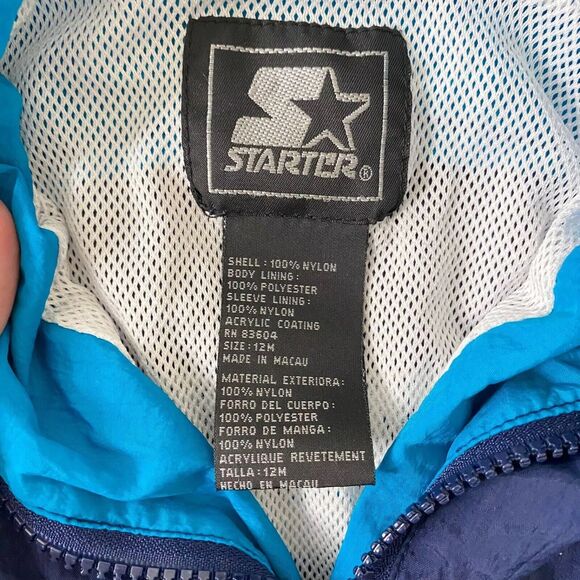 STARTER®
SHELL: 100% NYLON
BODY LINING:
100% POLYESTER
SLEEVE LINING:
100% NYLON
ACRYLIC COATING
RN 83604
SIZE: 12M
MADE IN MACAU
MATERIAL EXTERIORA:
100% NYLON
FORRO DEL CUERPO:
100% POLYESTER
FORRO DE MANGA:
100% NYLON
ACRYLIQUE REVETEMENT
TALLA: 12M
HECHO EN MACAU